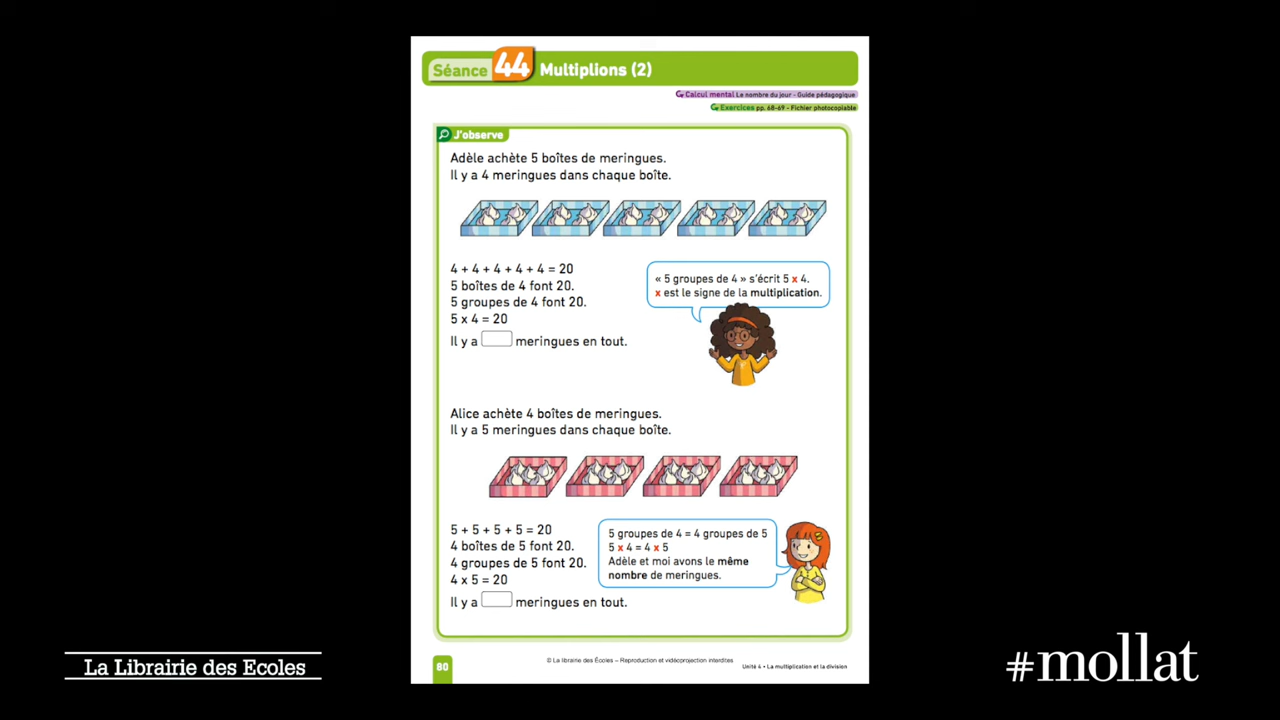 Séance 44 Multiplions (2)
Calcul mental Le nombre du jour - Guide pédagogique
Exercices pp. 68-69 - Fichier photocopiable
J'observe
Adèle achète 5 boîtes de meringues.
Il y a 4 meringues dans chaque boîte.
4 + 4 + 4 + 4 + 4 = 20
5 boîtes de 4 font 20.
5 groupes de 4 font 20.
5 x 4 = 20
Il y a meringues en tout.
« 5 groupes de 4 » s'écrit 5 x 4.
x est le signe de la multiplication.
Alice achète 4 boîtes de meringues.
Il y a 5 meringues dans chaque boîte.
5 + 5 + 5 + 5 = 20
4 boîtes de 5 font 20.
4 groupes de 5 font 20.
4 x 5 = 20
Il y a meringues en tout.
5 groupes de 4 = 4 groupes de 5
5 x 4 = 4 x 5
Adèle et moi avons le même
nombre de meringues.
80
© La librairie des Écoles – Reproduction et vidéoprojection interdites
Unité 4 • La multiplication et la division
La Librairie des Ecoles
#mollat